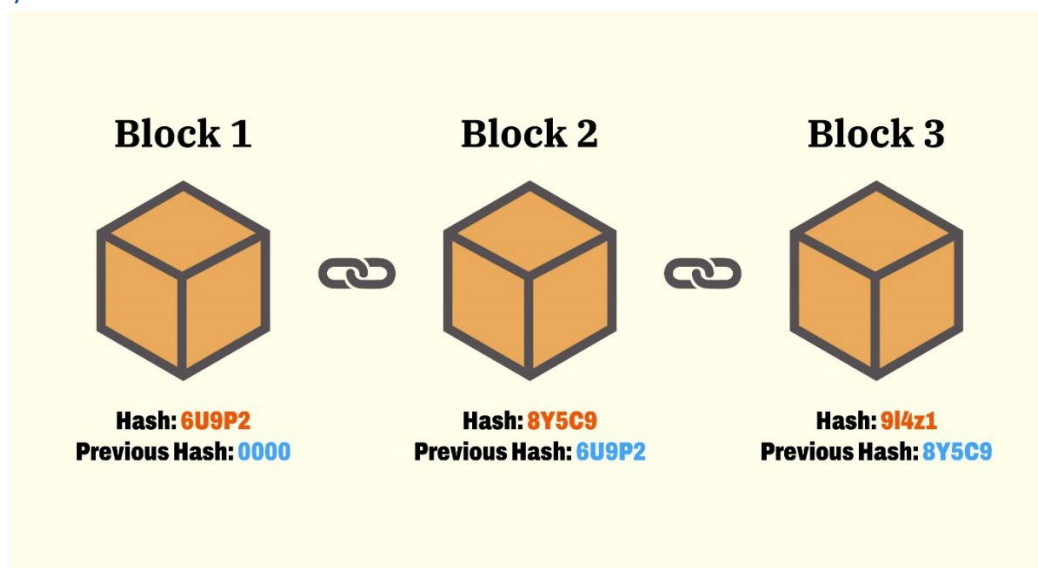 Block 1
Block 2
Block 3
Hash: 6U9P2
Previous Hash: 0000
Hash: 8Y5C9
Previous Hash: 6U9P2
Hash: 9l4z1
Previous Hash: 8Y5C9